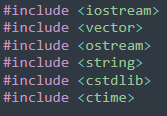 #include <iostream>
#include <vector>
#include <ostream>
#include <string>
#include <cstdlib>
#include <ctime>